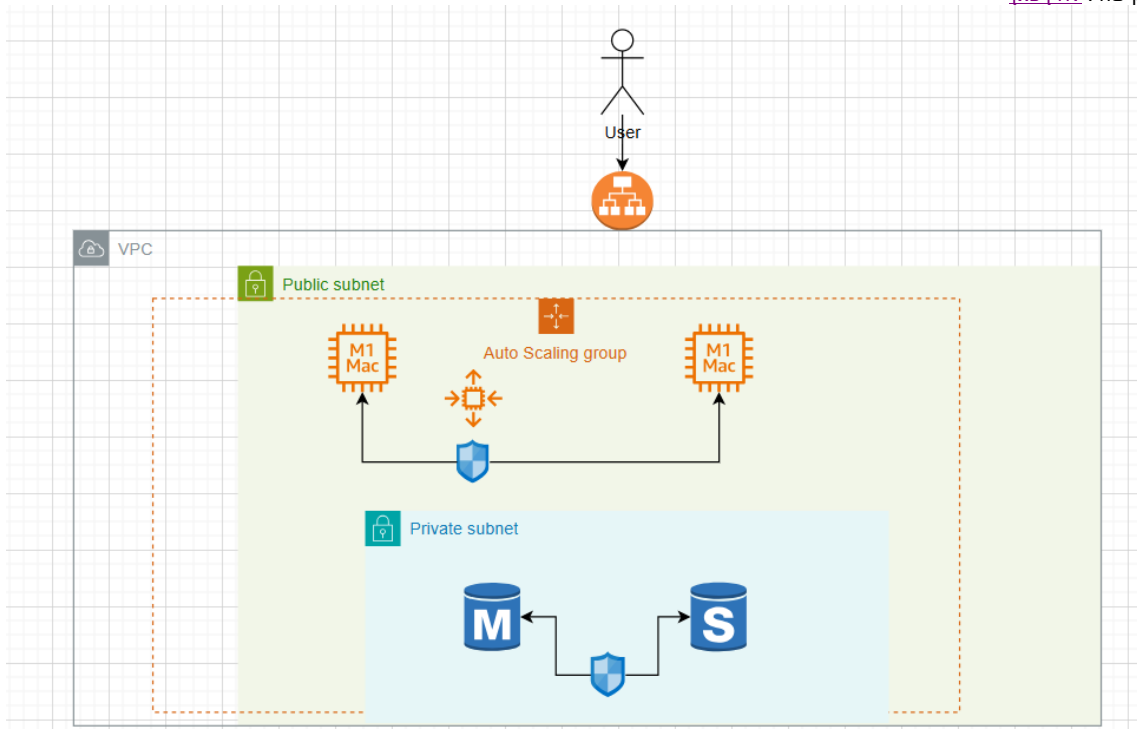 User
VPC
Public subnet
Auto Scaling group
M1
Mac
M1
Mac
Private subnet
M
S